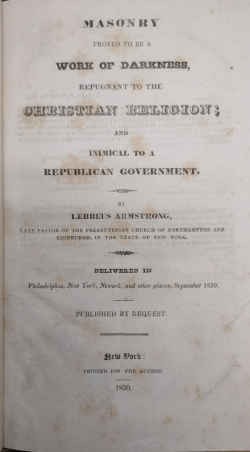 MASONRY
PROVED TO BE A
WORK OF DARKNESS,
REPUGNANT TO THE
CHRISTIAN RELIGION;
AND
INIMICAL TO A
REPUBLICAN GOVERNMENT.
BY
LEBBEUS ARMSTRONG,
LATE PASTOR OF THE PRESBYTERIAN CHURCH OF NORTHAMPTON AND
EDINBURGH, IN THE STATE OF NEW YORK.
DELIVERED IN
Philadelphia, New York, Newark, and other places, September 1830.
PUBLISHED BY REQUEST.
New York:
PRINTED FOR THE AUTHOR.
1830.